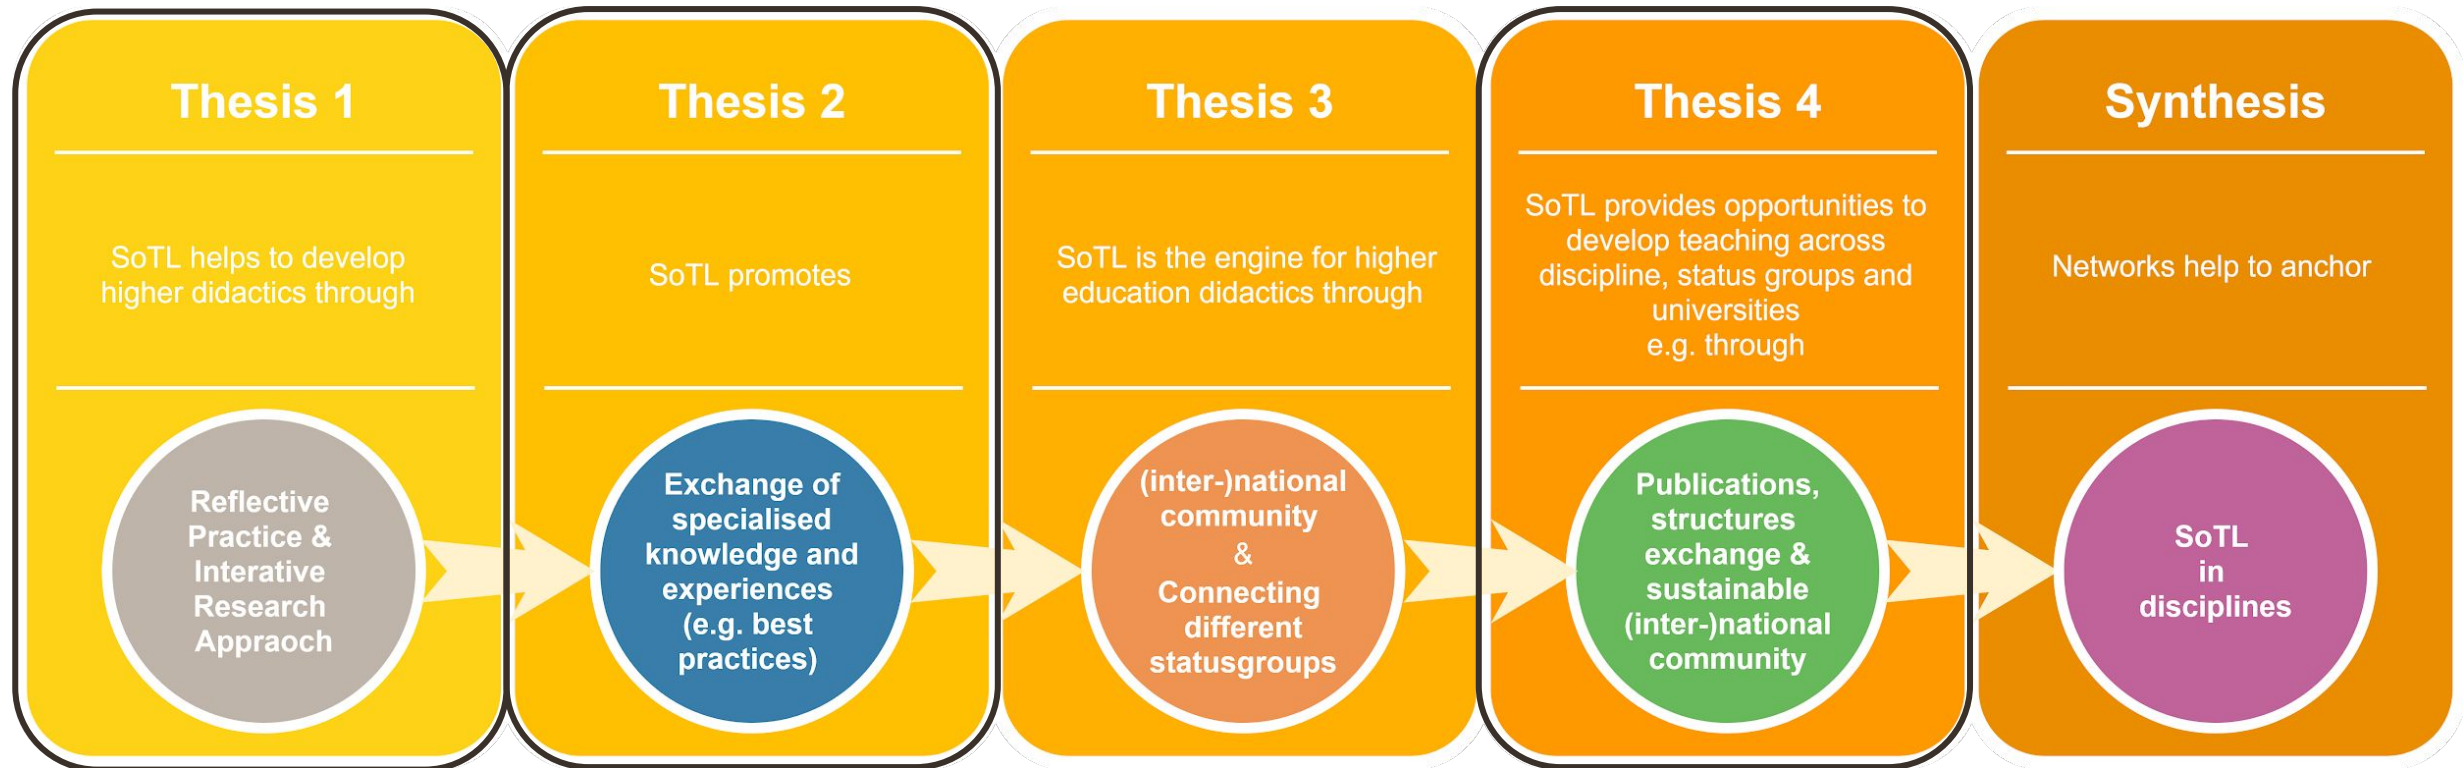 Thesis 1
SoTL helps to develop
higher didactics through
Reflective
Practice &
Interative
Research
Appraoch
Thesis 2
SoTL promotes
Exchange of
specialised
knowledge and
experiences
(e.g. best
practices)
Thesis 3
SoTL is the engine for higher
education didactics through
(inter-)national
community
&
Connecting
different
statusgroups
Thesis 4
SoTL provides opportunities to
develop teaching across
discipline, status groups and
universities
e.g. through
Publications,
structures
exchange &
sustainable
(inter-)national
community
Synthesis
Networks help to anchor
SoTL
in
disciplines